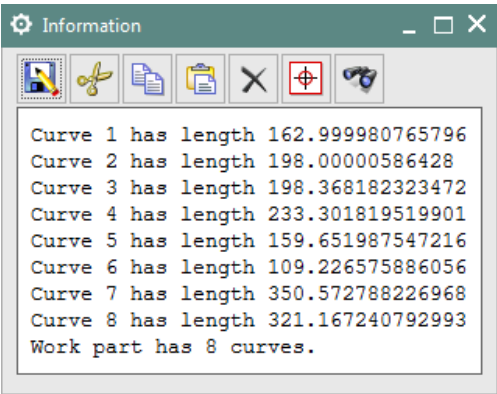 Information
Curve 1 has length 162.999980765796
Curve 2 has length 198.00000586428
Curve 3 has length 198.368182323472
Curve 4 has length 233.301819519901
Curve 5 has length 159.651987547216
Curve 6 has length 109.226575886056
Curve 7 has length 350.572788226968
Curve 8 has length 321.167240792993
Work part has 8 curves.